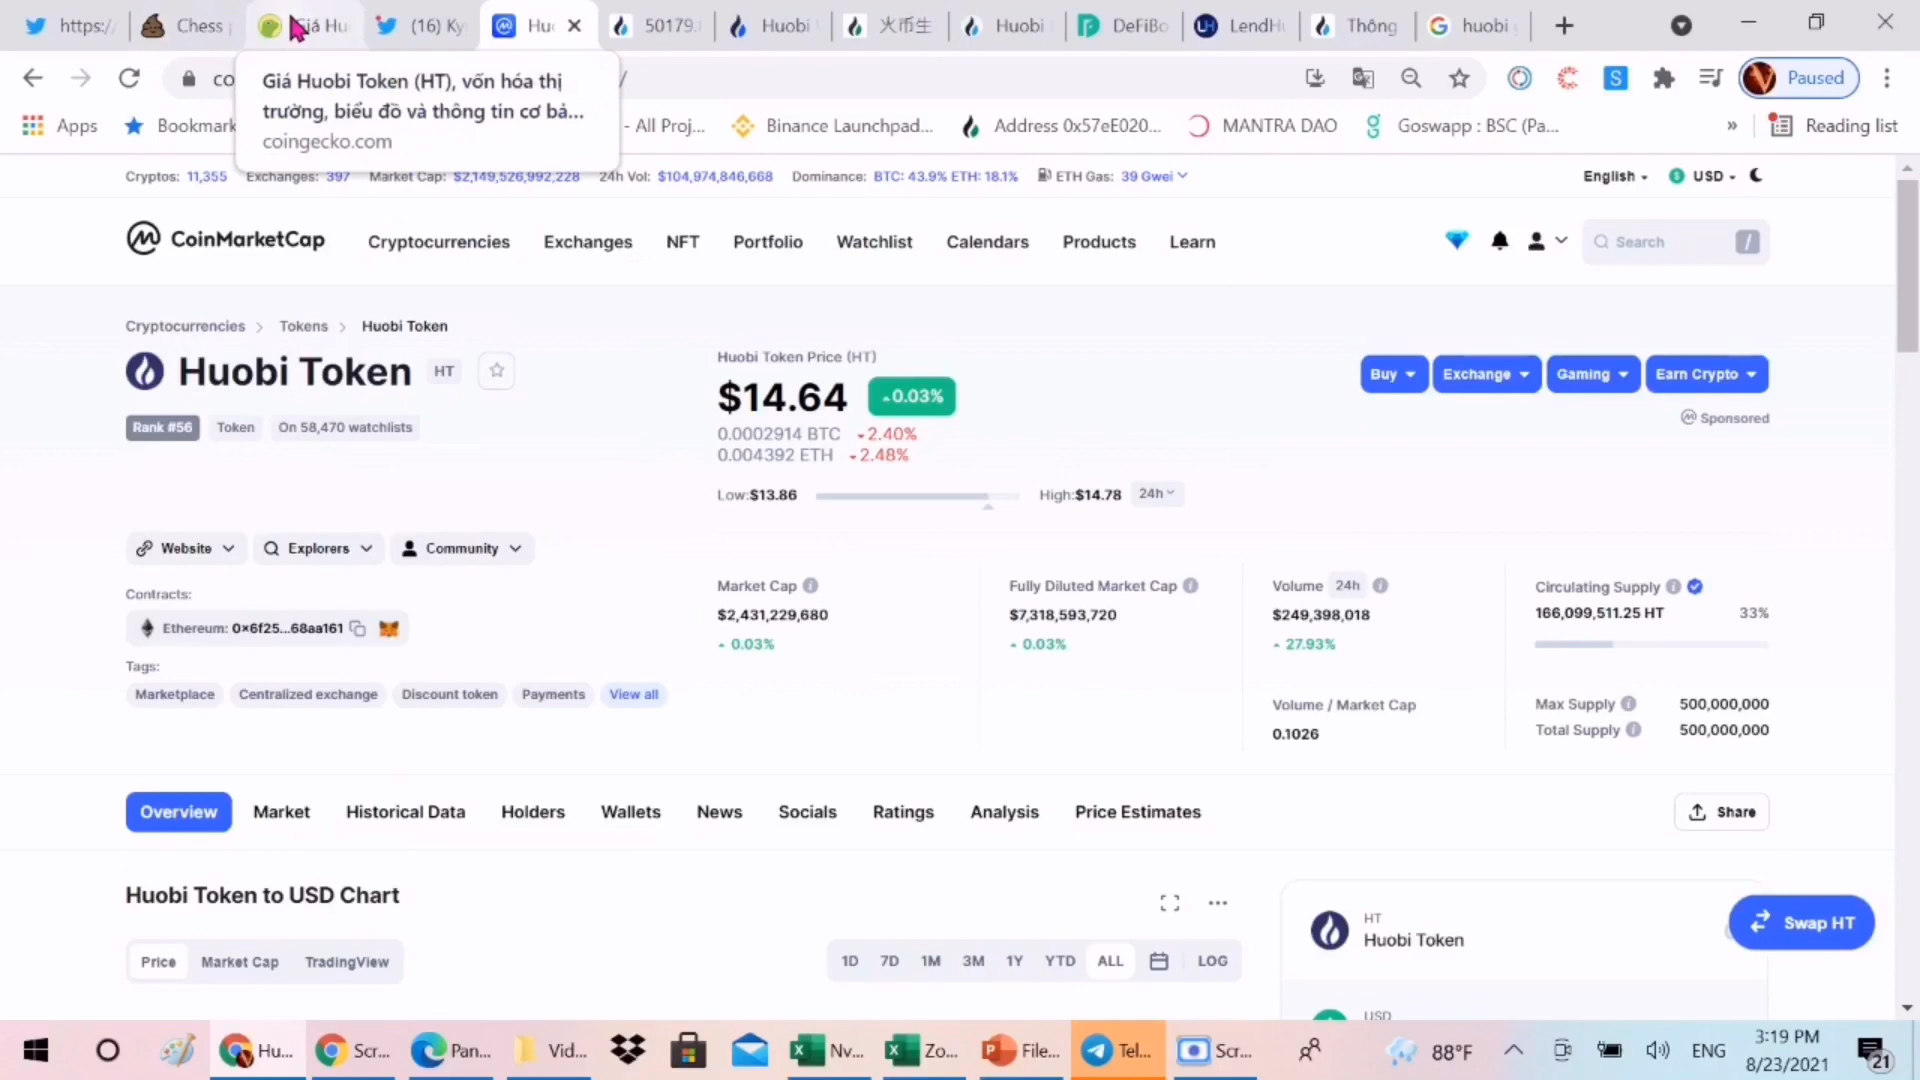 https:/ Chess Giá Hu (16) Ky Huo 50179. Huobi 火币生 Huobi DeFiBo LendHu Thông huobi
co / Paused
Giá Huobi Token (HT), vốn hóa thị
trường, biểu đồ và thông tin cơ bả...
coingecko.com
Apps Bookmark - All Proj... Binance Launchpad... Address 0x57eE020... MANTRA DAO Goswapp : BSC (Pa... » Reading list
Cryptos: 11,355 Exchanges: 397 Market Cap: $2,149,526,992,228 24h Vol: $104,974,846,668 Dominance: BTC: 43.9% ETH: 18.1% ETH Gas: 39 Gwei English USD
CoinMarketCap Cryptocurrencies Exchanges NFT Portfolio Watchlist Calendars Products Learn Search /
Cryptocurrencies > Tokens > Huobi Token
Huobi Token HT
Rank #56 Token On 58,470 watchlists
Huobi Token Price (HT)
$14.64 0.03%
0.0002914 BTC 2.40%
0.004392 ETH 2.48%
Low:$13.86 High:$14.78 24h
Buy Exchange Gaming Earn Crypto
Sponsored
Website Explorers Community
Contracts:
Ethereum: 0x6f25...68aa161
Tags:
Marketplace Centralized exchange Discount token Payments View all
Market Cap
$2,431,229,680
0.03%
Fully Diluted Market Cap
$7,318,593,720
0.03%
Volume 24h
$249,398,018
27.93%
Volume / Market Cap
0.1026
Circulating Supply
166,099,511.25 HT 33%
Max Supply 500,000,000
Total Supply 500,000,000
Overview Market Historical Data Holders Wallets News Socials Ratings Analysis Price Estimates Share
Huobi Token to USD Chart
Price Market Cap TradingView
1D 7D 1M 3M 1Y YTD ALL LOG
HT
Huobi Token
Swap HT
USD
Hu... Scr... Pan... Vid... Nv... Zo... File... Tel... Scr... 88°F ENG
3:19 PM
8/23/2021
21